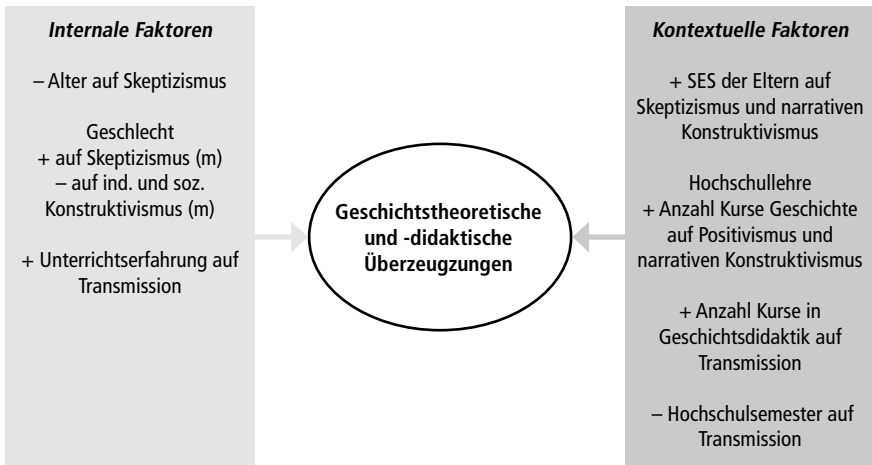 Internale Faktoren
– Alter auf Skeptizismus
Geschlecht
+ auf Skeptizismus (m)
– auf ind. und soz.
Konstruktivismus (m)
+ Unterrichtserfahrung auf
Transmission
Geschichtstheoretische
und -didaktische
Überzeugzungen
Kontextuelle Faktoren
+ SES der Eltern auf
Skeptizismus und narrativen
Konstruktivismus
Hochschullehre
+ Anzahl Kurse Geschichte
auf Positivismus und
narrativen Konstruktivismus
+ Anzahl Kurse in
Geschichtsdidaktik auf
Transmission
– Hochschulsemester auf
Transmission